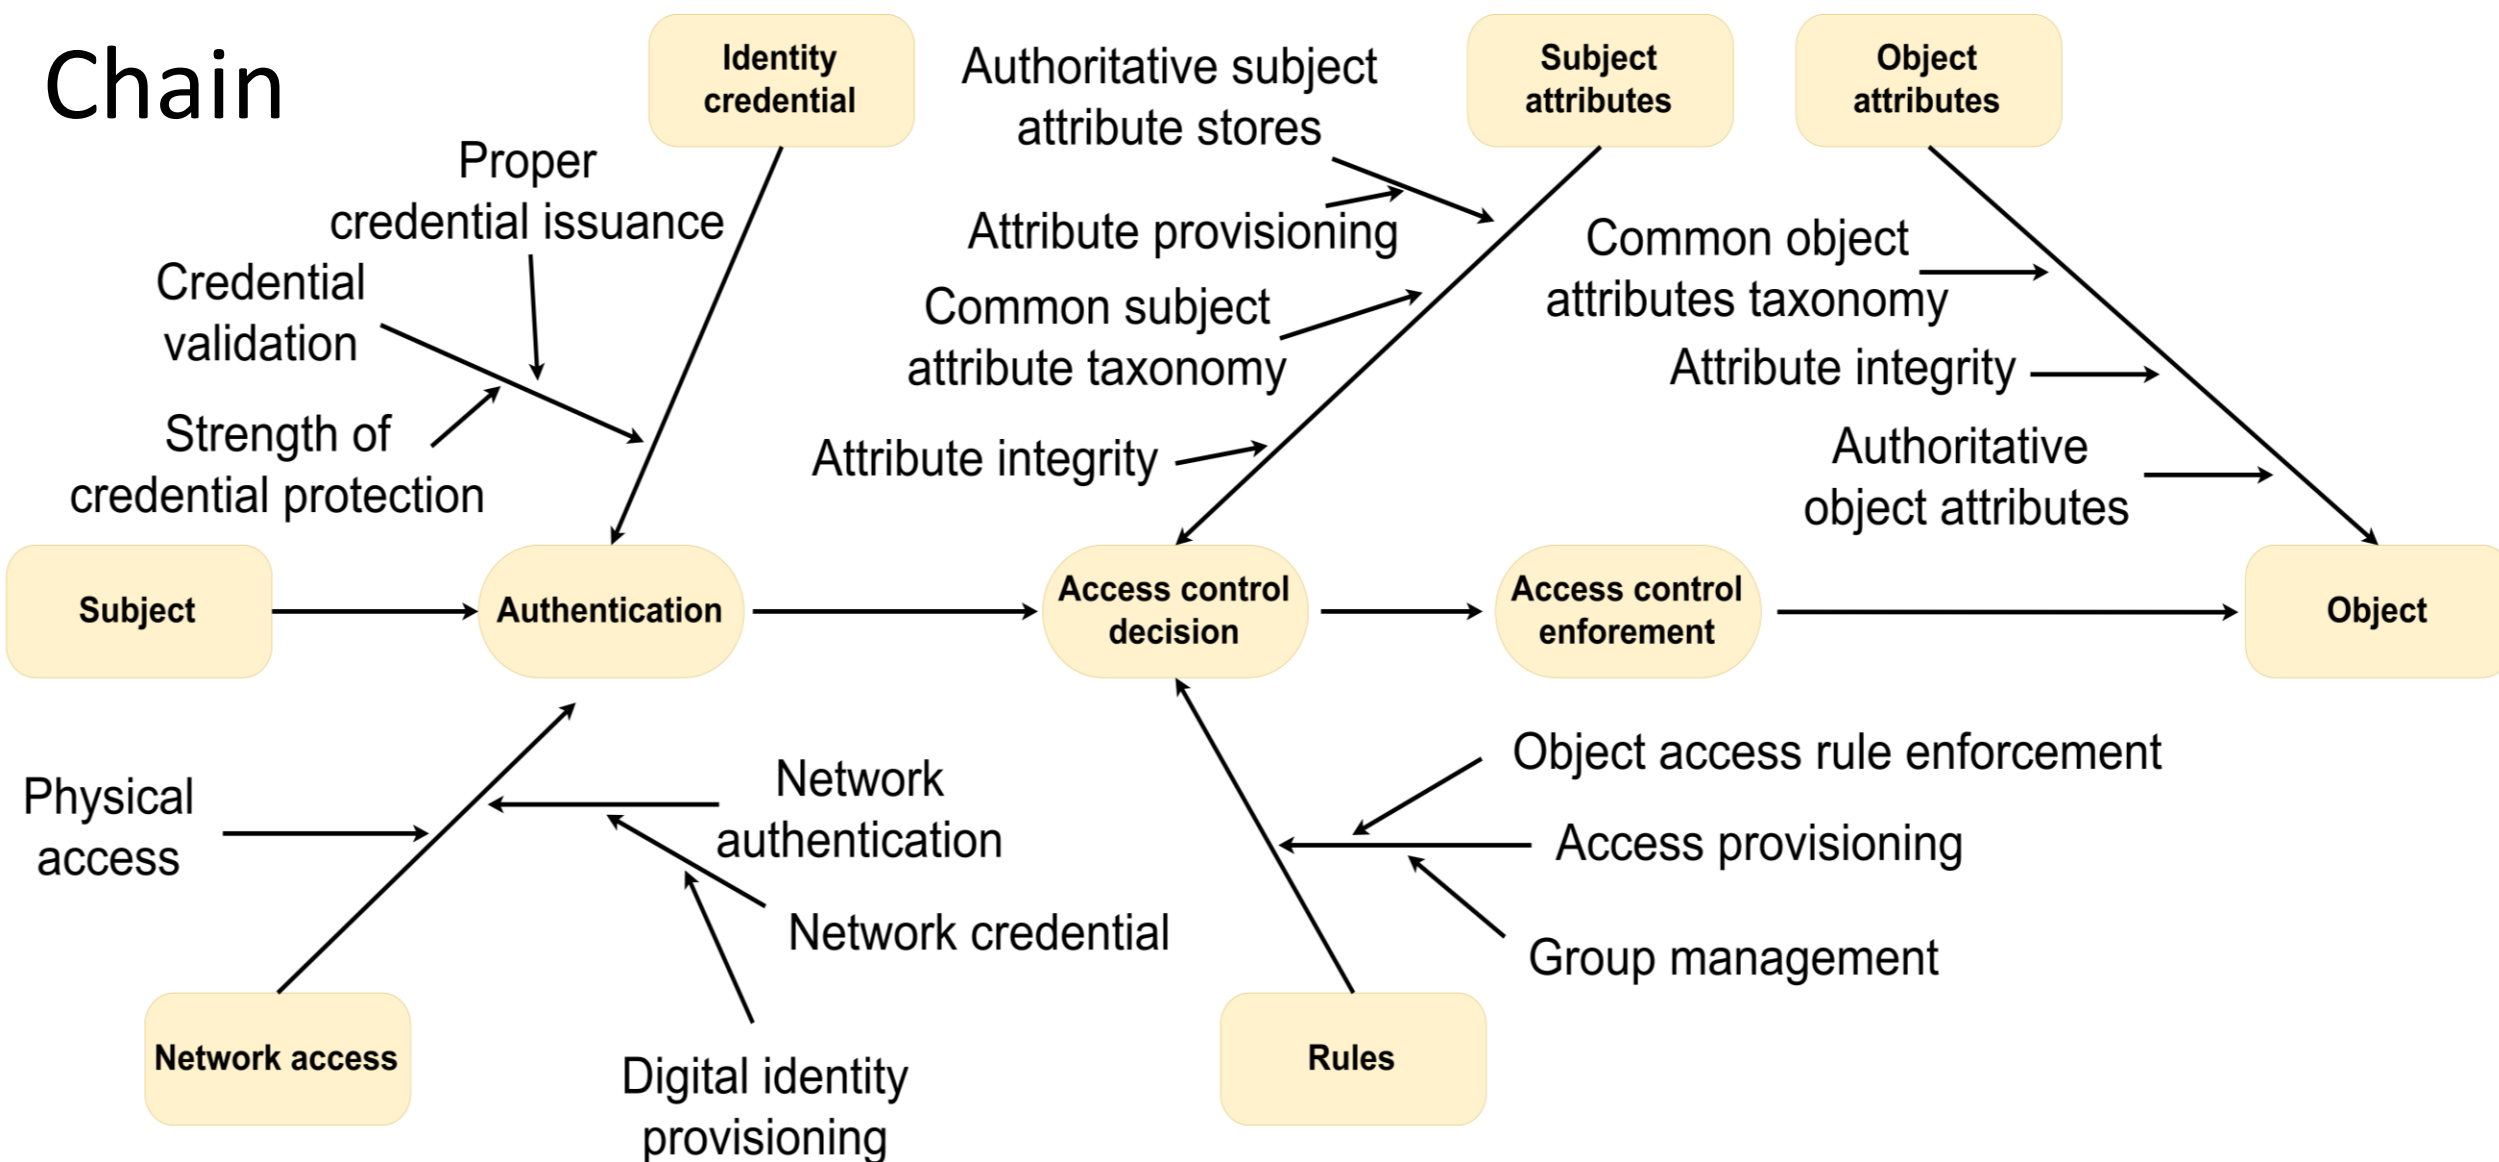 Chain
Identity
credential
Authoritative subject
attribute stores
Subject
attributes
Object
attributes
Proper
credential issuance
Attribute provisioning
Common object
attributes taxonomy
Credential
validation
Common subject
attribute taxonomy
Attribute integrity
Strength of
credential protection
Attribute integrity
Authoritative
object attributes
Subject
Authentication
Access control
decision
Access control
enforement
Object
Physical
access
Network
authentication
Object access rule enforcement
Access provisioning
Network credential
Group management
Network access
Digital identity
provisioning
Rules